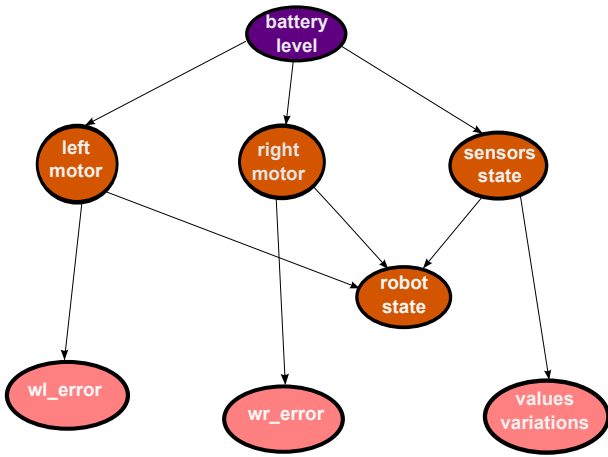 battery
level
left
motor
right
motor
sensors
state
robot
state
wl_error
wr_error
values
variations